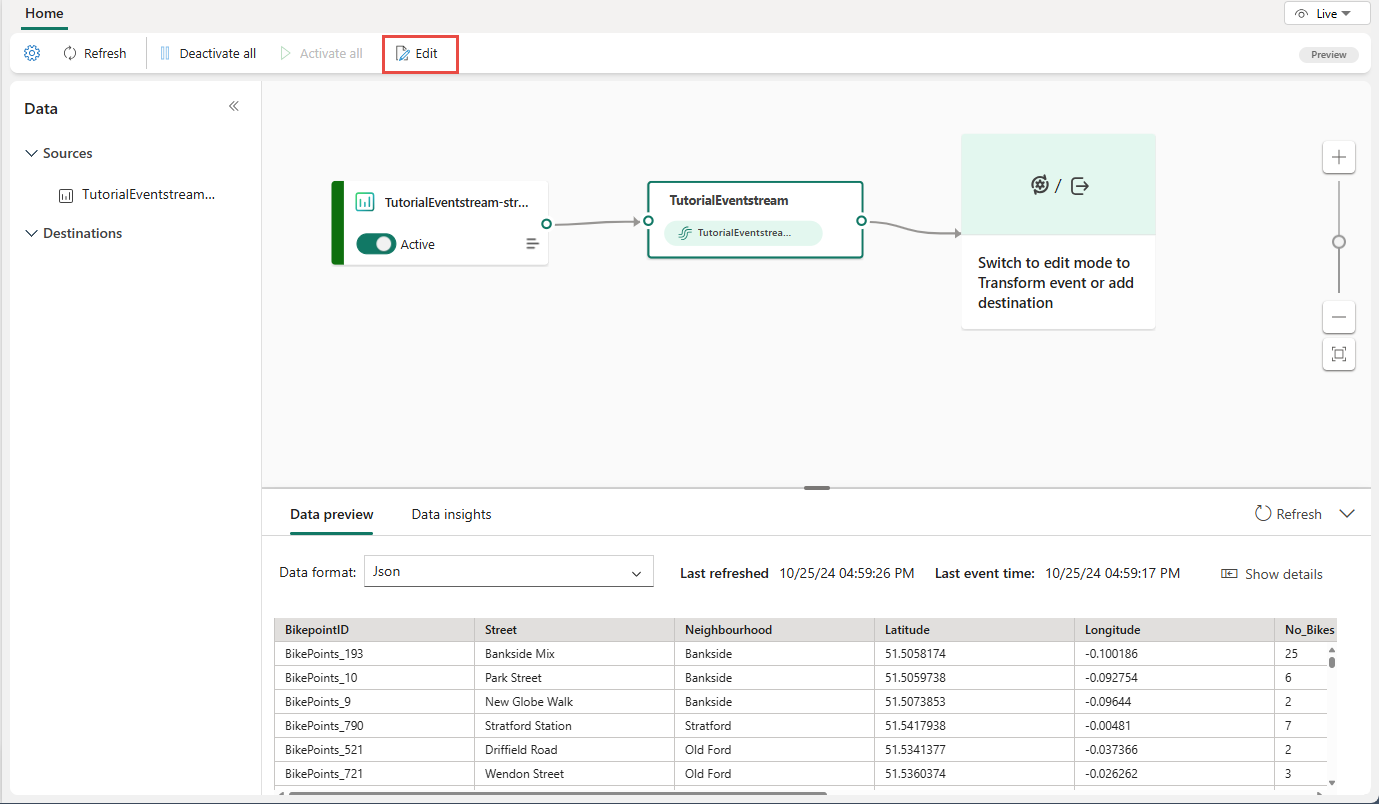 Home
Live
Refresh
Deactivate all
Activate all
Edit
Preview
Data
Sources
TutorialEventstream...
Destinations
TutorialEventstream-str...
Active
TutorialEventstream
TutorialEventstrea...
/
Switch to edit mode to
Transform event or add
destination
Data preview
Data insights
Refresh
Data format: Json
Last refreshed 10/25/24 04:59:26 PM
Last event time: 10/25/24 04:59:17 PM
Show details
BikepointID Street Neighbourhood Latitude Longitude No_Bikes
BikePoints_193 Bankside Mix Bankside 51.5058174 -0.100186 25
BikePoints_10 Park Street Bankside 51.5059738 -0.092754 6
BikePoints_9 New Globe Walk Bankside 51.5073853 -0.09644 2
BikePoints_790 Stratford Station Stratford 51.5417938 -0.00481 7
BikePoints_521 Driffield Road Old Ford 51.5341377 -0.037366 2
BikePoints_721 Wendon Street Old Ford 51.5360374 -0.026262 3